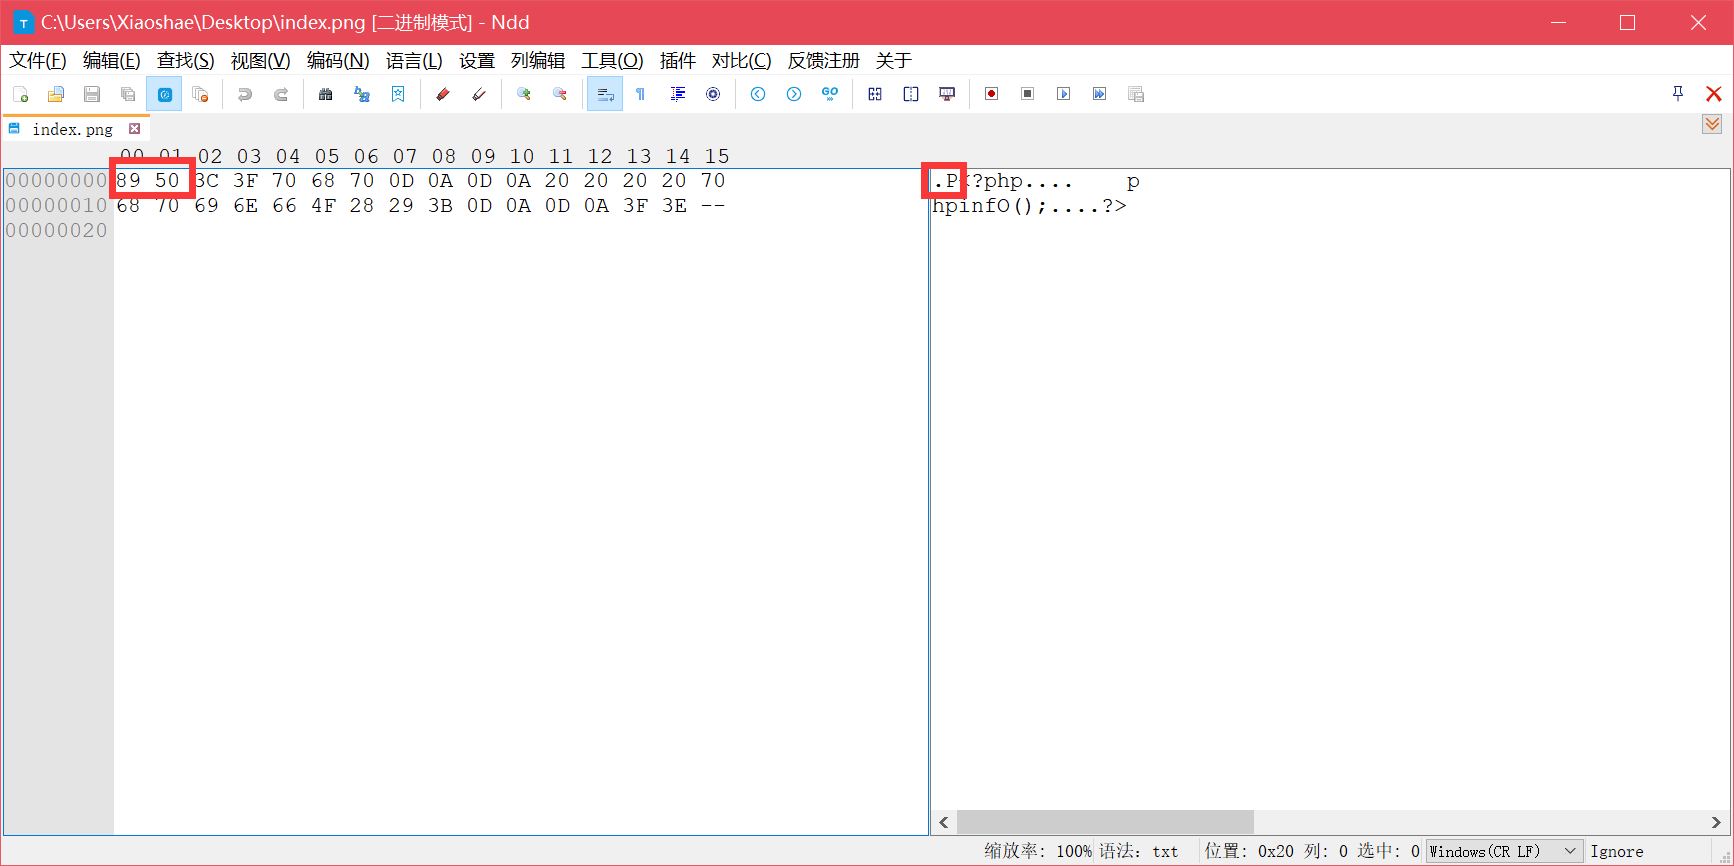 C:\Users\Xiaoshae\Desktop\index.png [二进制模式] - Ndd
文件(F) 编辑(E) 查找(S) 视图(V) 编码(N) 语言(L) 设置 列编辑 工具(O) 插件 对比(C) 反馈注册 关于
index.png
00 01 02 03 04 05 06 07 08 09 10 11 12 13 14 15
00000000 89 50 3C 3F 70 68 70 0D 0A 0D 0A 20 20 20 20 70 .P<?php....    p
00000010 68 70 69 6E 66 4F 28 29 3B 0D 0A 0D 0A 3F 3E -- hpinfO();....?>
00000020
缩放率: 100% 语法: txt 位置: 0x20 列: 0 选中: 0 Windows(CR LF) Ignore